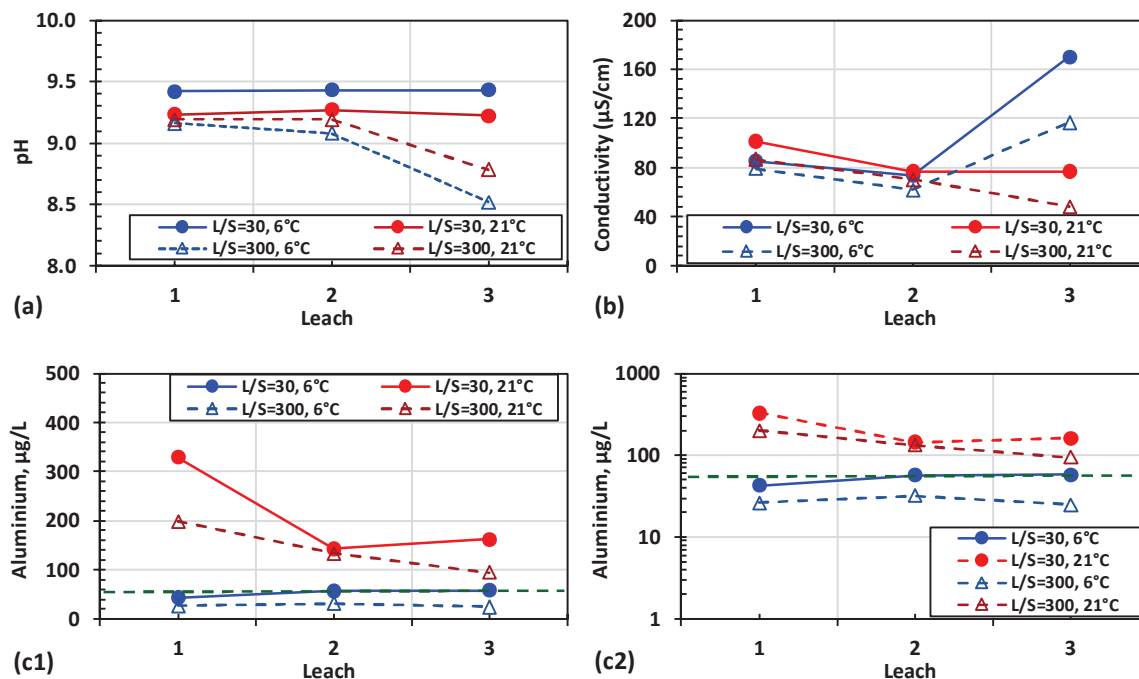 10.0
9.5
9.0
8.5
8.0
pH
L/S=30, 6°C
L/S=30, 21°C
L/S=300, 6°C
L/S=300, 21°C
1
2
3
Leach
(a)
200
160
120
80
40
0
Conductivity (µS/cm)
L/S=30, 6°C
L/S=30, 21°C
L/S=300, 6°C
L/S=300, 21°C
1
2
3
Leach
(b)
500
400
300
200
100
0
Aluminium, µg/L
L/S=30, 6°C
L/S=30, 21°C
L/S=300, 6°C
L/S=300, 21°C
1
2
3
Leach
(c1)
1000
100
10
1
Aluminium, µg/L
L/S=30, 6°C
L/S=30, 21°C
L/S=300, 6°C
L/S=300, 21°C
1
2
3
Leach
(c2)